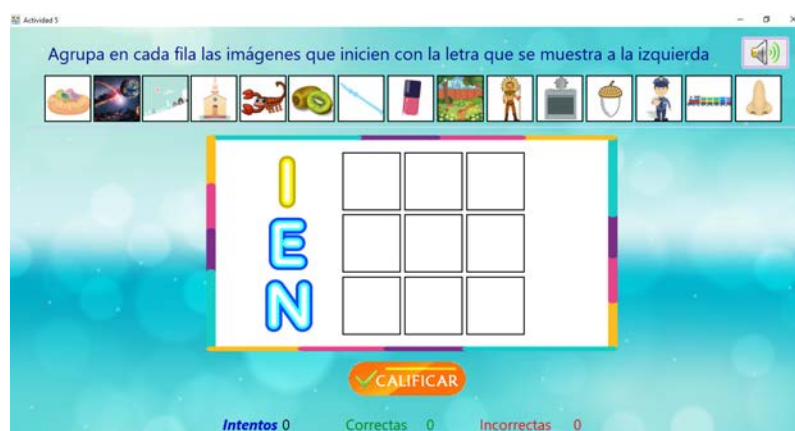 Actividad 5
Agrupa en cada fila las imágenes que inicien con la letra que se muestra a la izquierda
I
E
N
CALIFICAR
Intentos 0 Correctas 0 Incorrectas 0